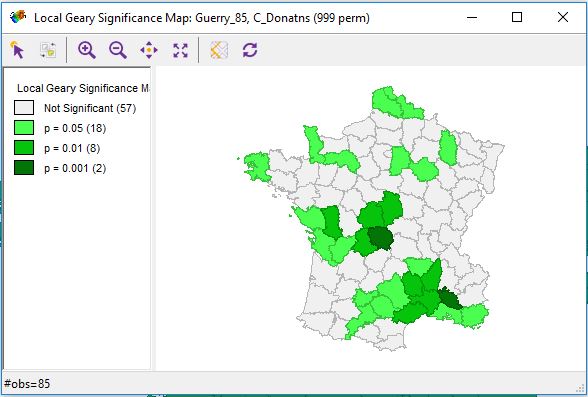 Local Geary Significance Map: Guerry_85, C_Donatns (999 perm)
Local Geary Significance Ma
Not Significant (57)
p = 0.05 (18)
p = 0.01 (8)
p = 0.001 (2)
#obs=85